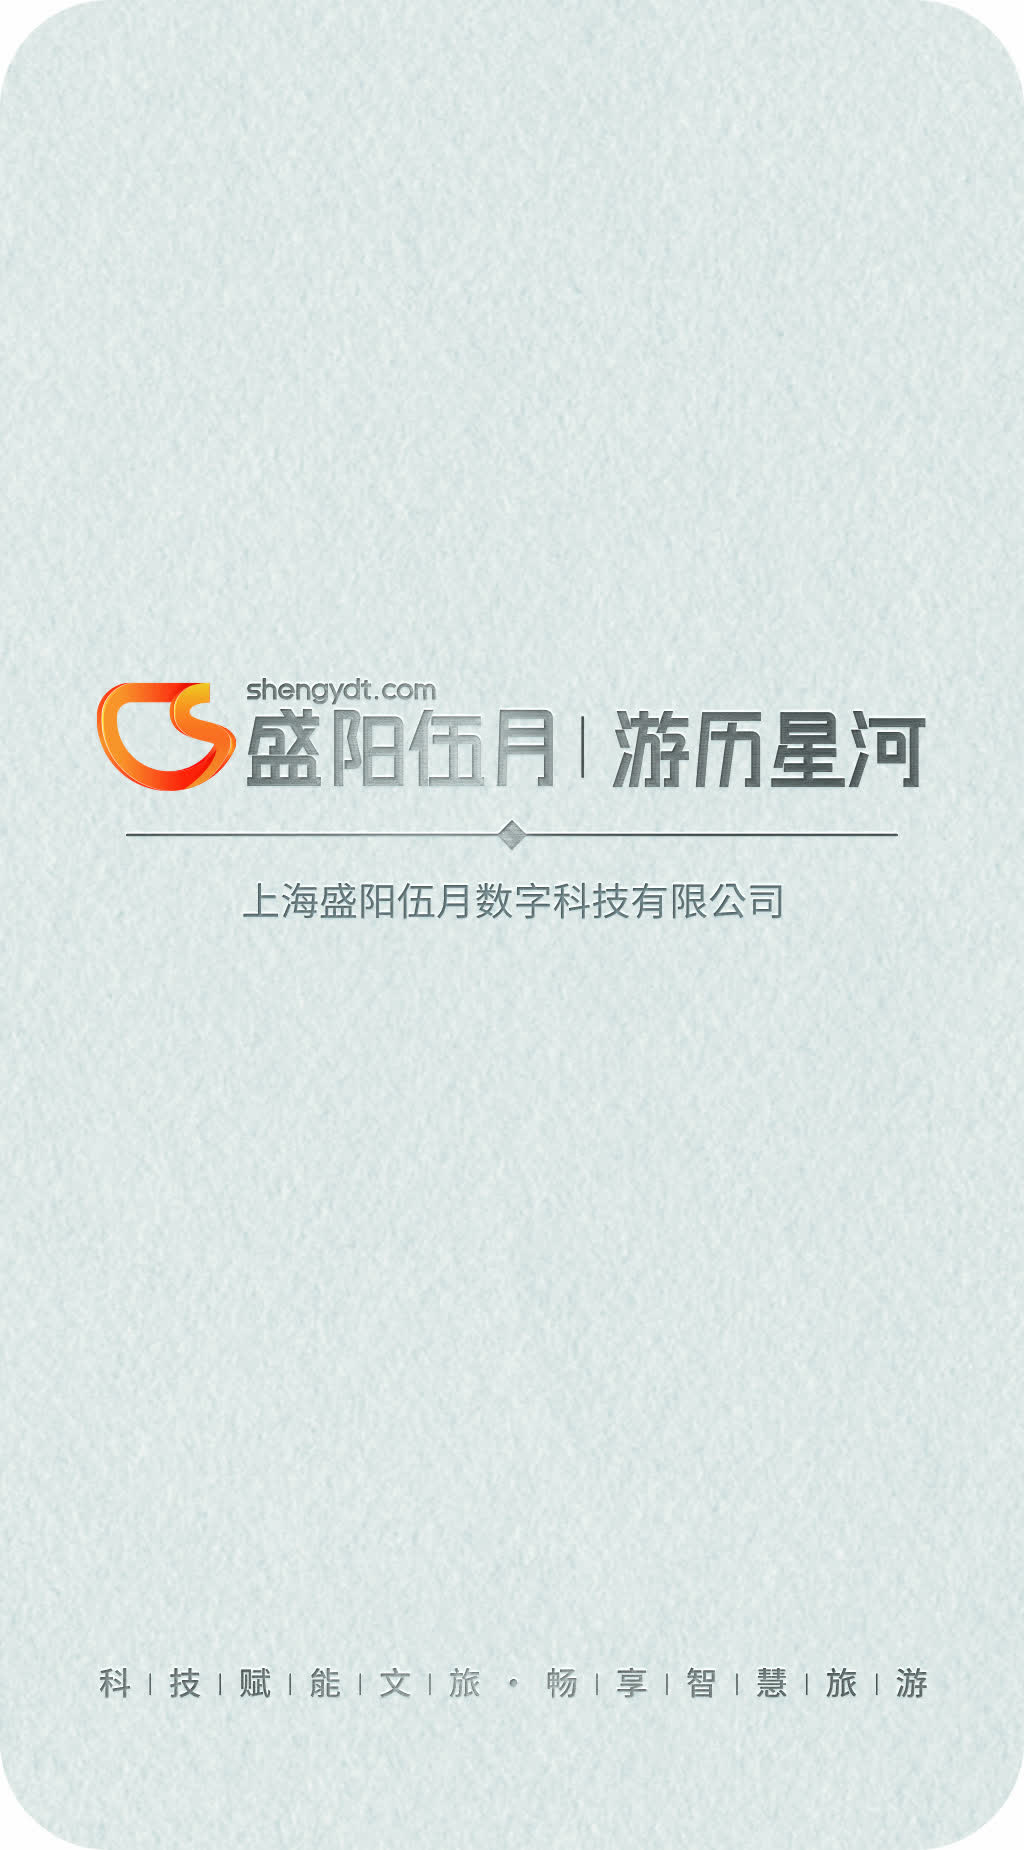 shengydt.com
盛阳伍月 | 游历星河
上海盛阳伍月数字科技有限公司
科 | 技 | 赋 | 能 | 文 | 旅 · 畅 | 享 | 智 | 慧 | 旅 | 游